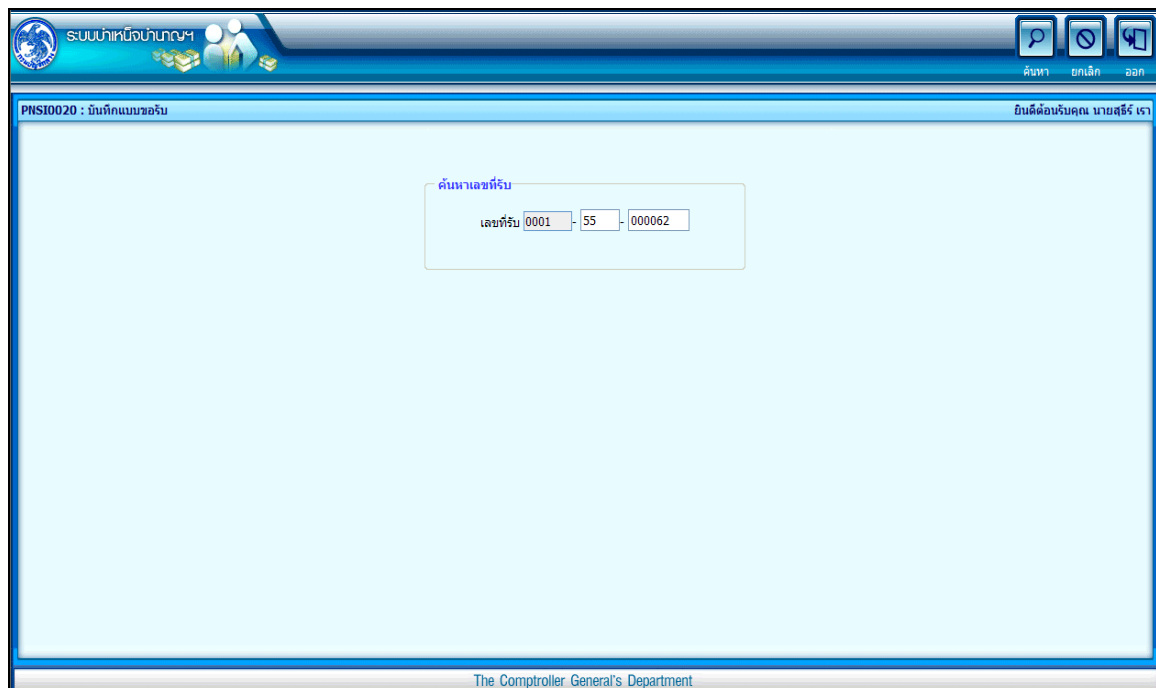 ระบบบำเหน็จบำนาญฯ
ค้นหา ยกเลิก ออก
PNSI0020 : บันทึกแบบขอรับ ยินดีต้อนรับคุณ นายสุธีร์ เรา
ค้นหาเลขที่รับ
เลขที่รับ 0001 - 55 - 000062
The Comptroller General's Department